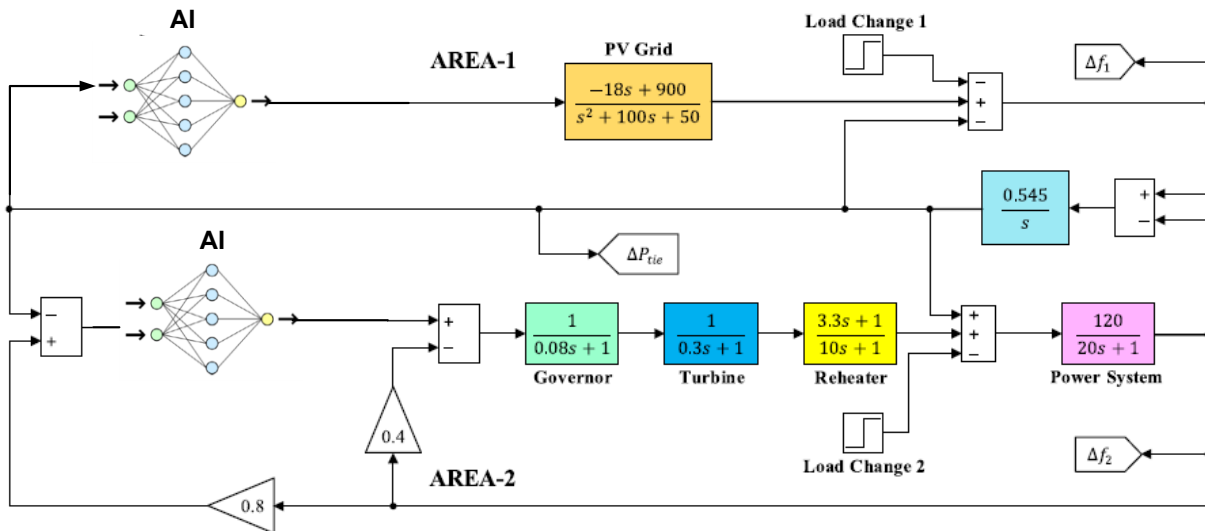 AI
Load Change 1
AREA-1
PV Grid
Δf₁
−18s + 900
s² + 100s + 50
−
+
−
0.545
s
+
−
AI
ΔP_tie
−
+
+
−
1
0.08s + 1
Governor
1
0.3s + 1
Turbine
3.3s + 1
10s + 1
Reheater
+
+
−
120
20s + 1
Power System
0.4
Load Change 2
Δf₂
AREA-2
0.8